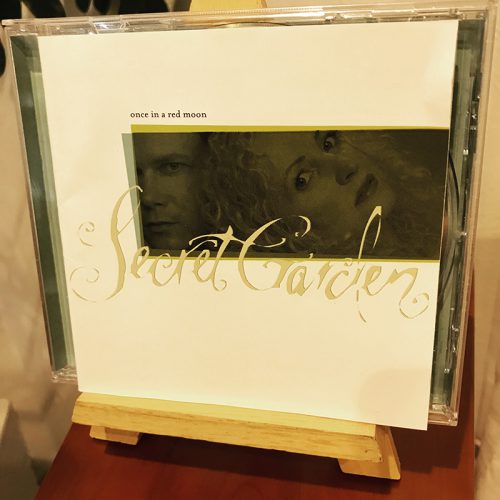 once in a red moon
Secret Garden